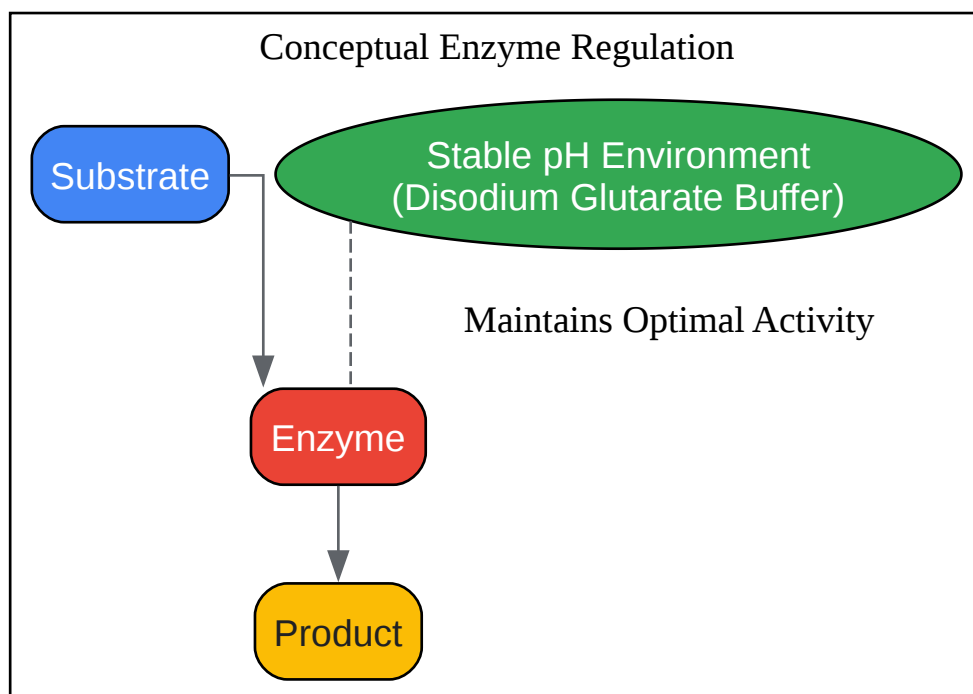 Conceptual Enzyme Regulation
Substrate
Stable pH Environment
(Disodium Glutarate Buffer)
Maintains Optimal Activity
Enzyme
Product